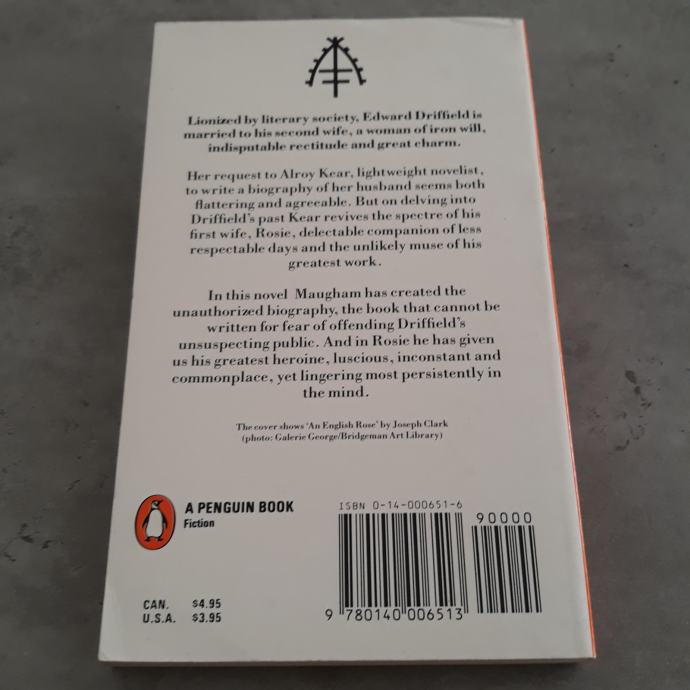 Lionized by literary society, Edward Driffield is
married to his second wife, a woman of iron will,
indisputable rectitude and great charm.
Her request to Alroy Kear, lightweight novelist,
to write a biography of her husband seems both
flattering and agreeable. But on delving into
Driffield's past Kear revives the spectre of his
first wife, Rosie, delectable companion of less
respectable days and the unlikely muse of his
greatest work.
In this novel Maugham has created the
unauthorized biography, the book that cannot be
written for fear of offending Driffield's
unsuspecting public. And in Rosie he has given
us his greatest heroine, luscious, inconstant and
commonplace, yet lingering most persistently in
the mind.
The cover shows 'An English Rose' by Joseph Clark
(photo: Galerie George/Bridgeman Art Library)
A PENGUIN BOOK
Fiction
ISBN 0-14-000651-6
90000
9 780140 006513
CAN. $4.95
U.S.A. $3.95